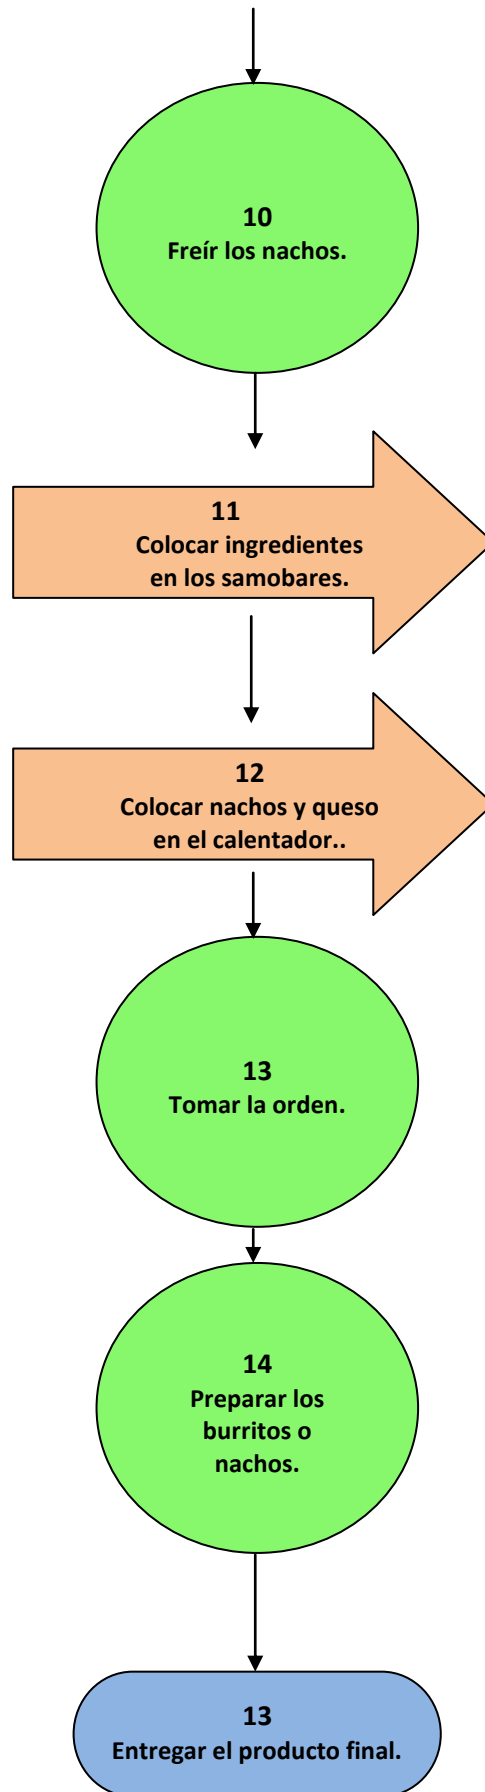 10
Freír los nachos.
11
Colocar ingredientes
en los samobares.
12
Colocar nachos y queso
en el calentador..
13
Tomar la orden.
14
Preparar los
burritos o
nachos.
13
Entregar el producto final.